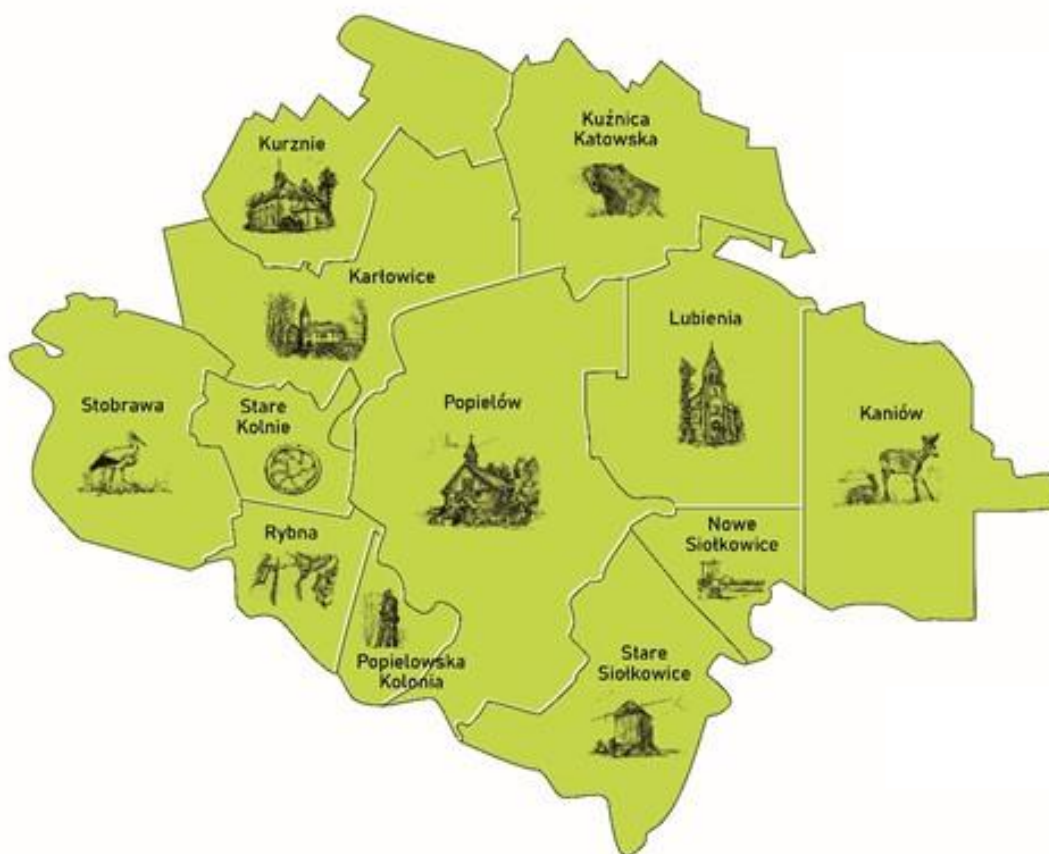 Kurznie
Kuźnica
Katowska
Karłowice
Lubienia
Stobrawa
Stare
Kolnie
Popielów
Kaniów
Rybna
Nowe
Siołkowice
Popielowska
Kolonia
Stare
Siołkowice